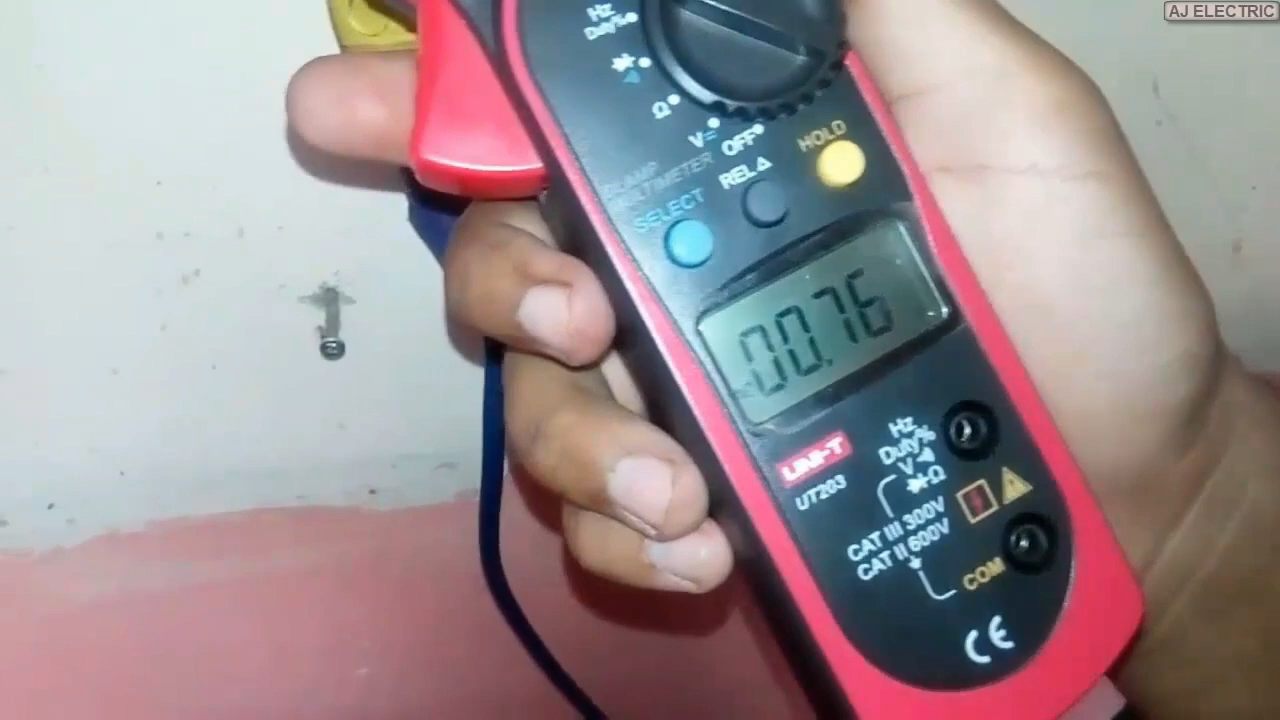 AJ ELECTRIC
Hz
Duty%
Ω
V=
OFF
HOLD
CLAMP
MULTIMETER
REL△
SELECT
00.76
UNI-T
UT203
Hz
Duty%
V
Ω
CAT III 300V
CAT II 600V
COM
CE